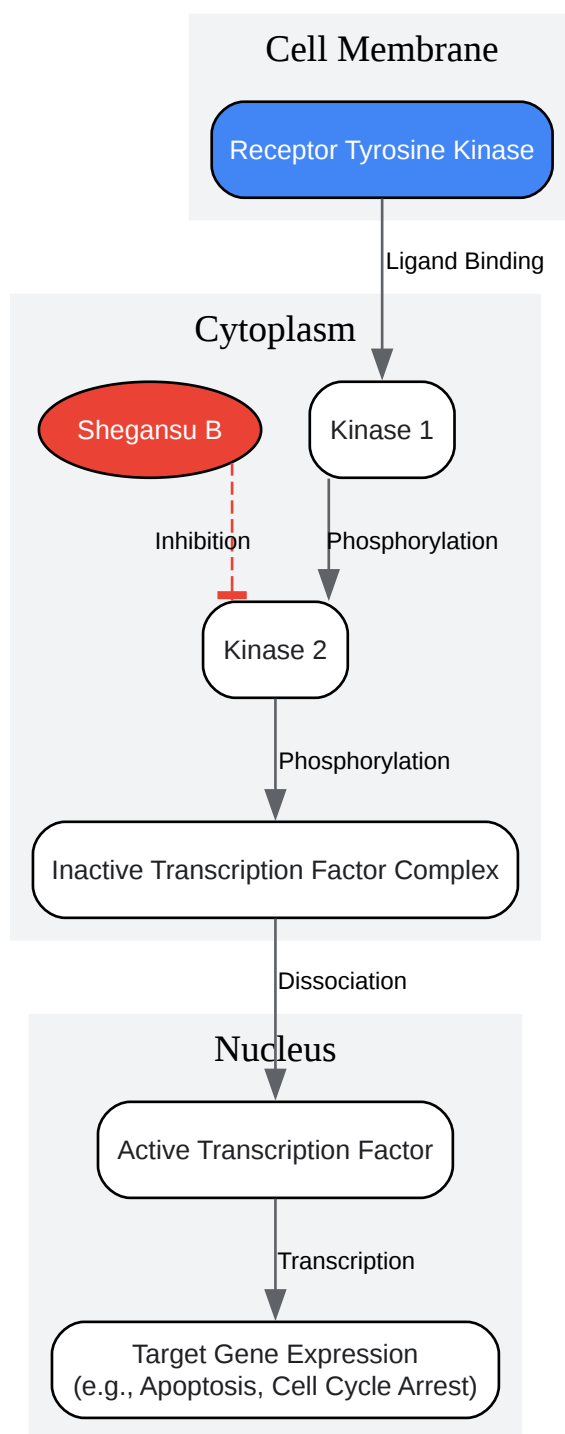 Cell Membrane
Receptor Tyrosine Kinase
Ligand Binding
Cytoplasm
Shegansu B
Kinase 1
Inhibition
Phosphorylation
Kinase 2
Phosphorylation
Inactive Transcription Factor Complex
Dissociation
Nucleus
Active Transcription Factor
Transcription
Target Gene Expression
(e.g., Apoptosis, Cell Cycle Arrest)